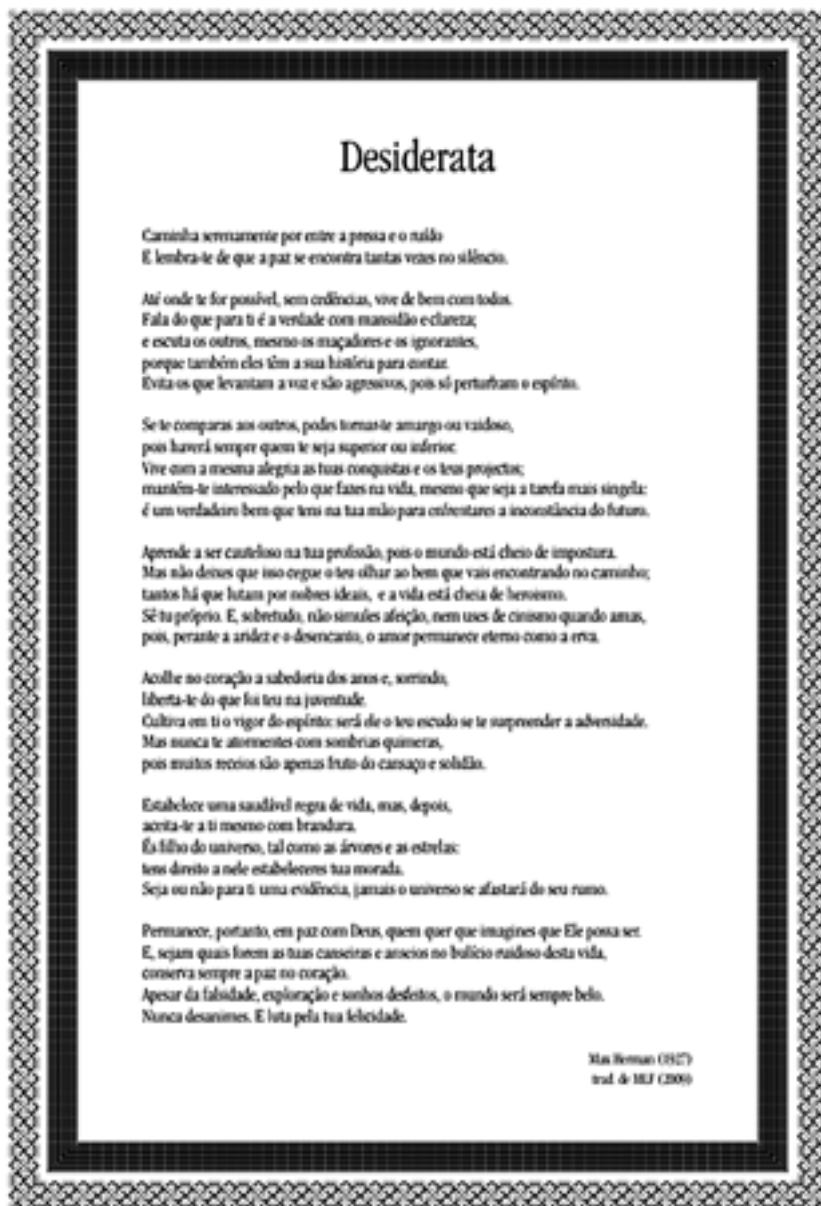 Desiderata
Caminha serenamente por entre a pressa e o ruído
E lembra-te de que a paz se encontra tantas vezes no silêncio.
Até onde te for possível, sem cedências, vive de bem com todos.
Fala do que para ti é a verdade com mansidão e clareza;
e escuta os outros, mesmo os maçadores e os ignorantes,
porque também eles têm a sua história para contar.
Evita os que levantam a voz e são agressivos, pois só perturbam o espírito.
Se te comparas aos outros, podes tornar-te amargo ou vaidoso,
pois haverá sempre quem te seja superior ou inferior.
Vive com a mesma alegria as tuas conquistas e os teus projectos;
mantém-te interessado pelo que fazes na vida, mesmo que seja a tarefa mais singela:
é um verdadeiro bem que tens na tua mão para enfrentares a inconstância do futuro.
Aprende a ser cauteloso na tua profissão, pois o mundo está cheio de impostura.
Mas não deixes que isso cegue o teu olhar ao bem que vais encontrando no caminho;
tantos há que lutam por nobres ideais, e a vida está cheia de heroísmo.
Sê tu próprio. E, sobretudo, não simules afeição, nem uses de cinismo quando amas,
pois, perante a aridez e o desencanto, o amor permanece eterno como a erva.
Acolhe no coração a sabedoria dos anos e, sorrindo,
liberta-te do que foi teu na juventude.
Cultiva em ti o vigor do espírito: será ele o teu escudo se te surpreender a adversidade.
Mas nunca te atormentes com sombrias quimeras,
pois muitos receios são apenas fruto do cansaço e solidão.
Estabelece uma saudável regra de vida, mas, depois,
aceita-te a ti mesmo com brandura.
És filho do universo, tal como as árvores e as estrelas:
tens direito a nele estabeleceres tua morada.
Seja ou não para ti uma evidência, jamais o universo se afastará do seu rumo.
Permanece, portanto, em paz com Deus, quem quer que imagines que Ele possa ser.
E, sejam quais forem as tuas canseiras e anseios no bulício ruidoso desta vida,
conserva sempre a paz no coração.
Apesar da falsidade, exploração e sonhos desfeitos, o mundo será sempre belo.
Nunca desanimes. E luta pela tua felicidade.
Max Herman (1927)
trad. de MLF (2009)